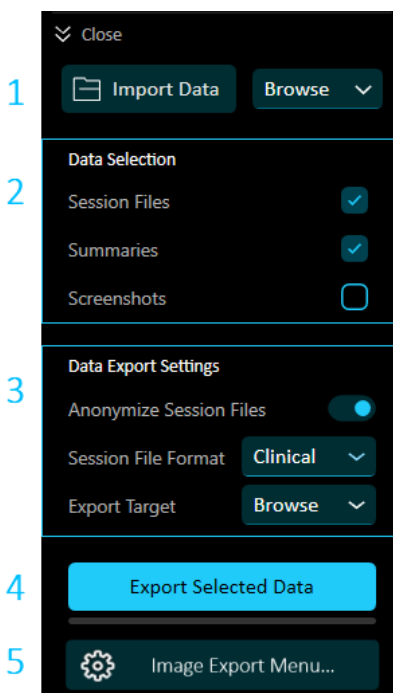 Close
1 Import Data Browse
Data Selection
2 Session Files
Summaries
Screenshots
Data Export Settings
3 Anonymize Session Files
Session File Format Clinical
Export Target Browse
4 Export Selected Data
5 Image Export Menu...